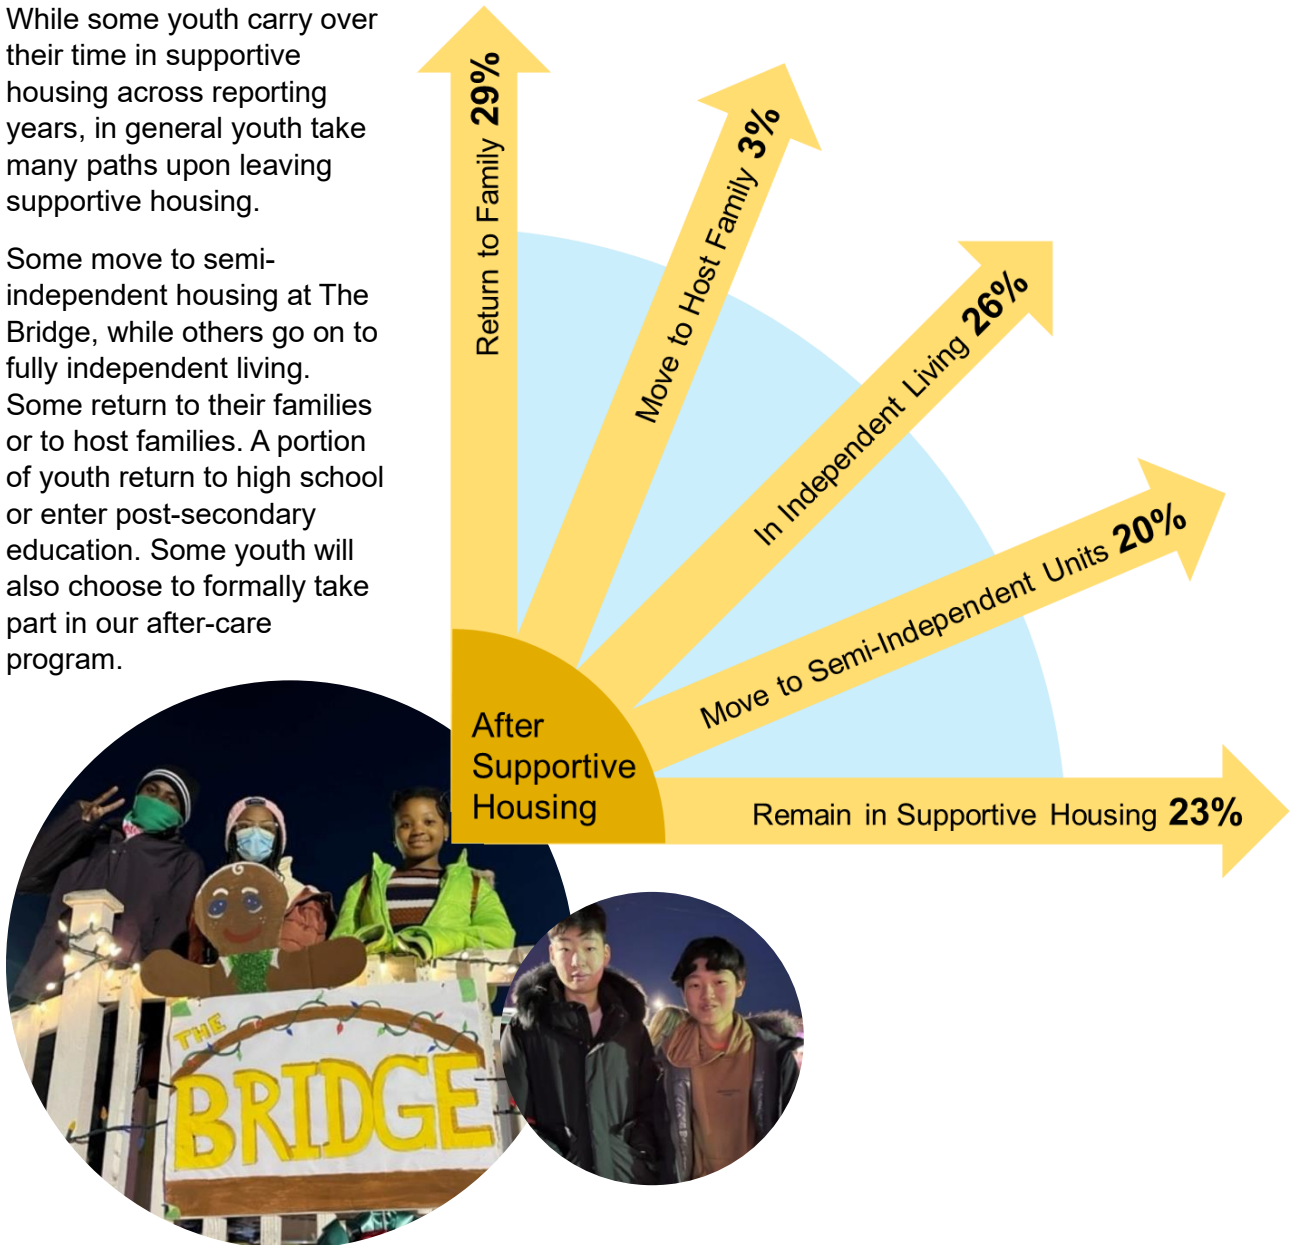 While some youth carry over
their time in supportive
housing across reporting
years, in general youth take
many paths upon leaving
supportive housing.
Some move to semi-
independent housing at The
Bridge, while others go on to
fully independent living.
Some return to their families
or to host families. A portion
of youth return to high school
or enter post-secondary
education. Some youth will
also choose to formally take
part in our after-care
program.
Return to Family 29%
Move to Host Family 3%
In Independent Living 26%
Move to Semi-Independent Units 20%
Remain in Supportive Housing 23%
After
Supportive
Housing
THE
BRIDGE